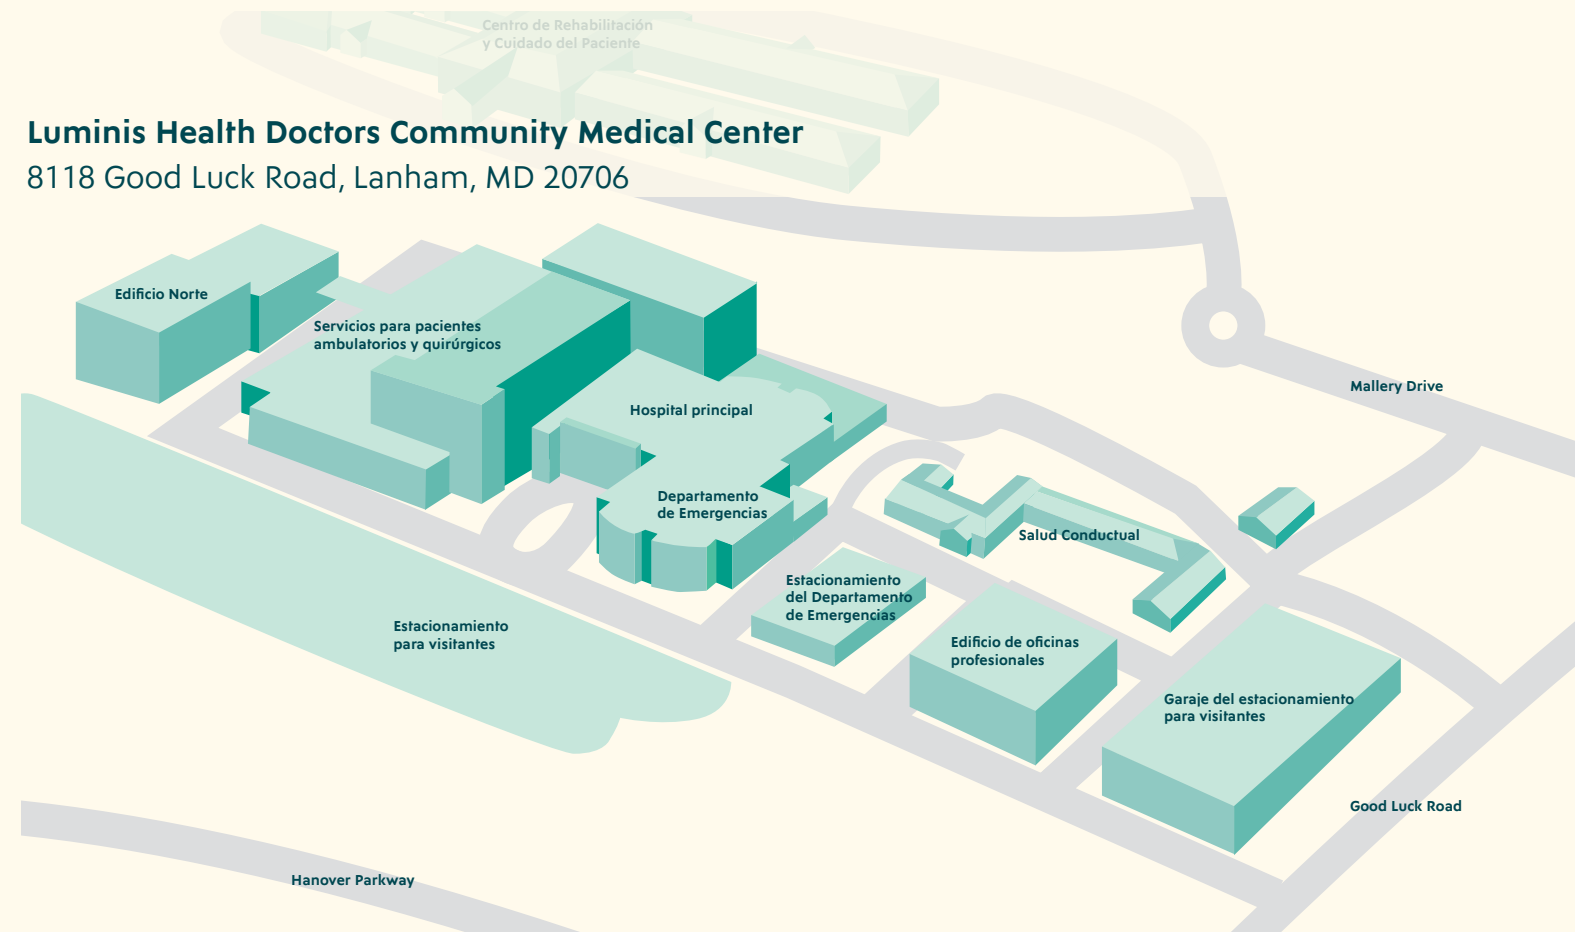 Centro de Rehabilitación
y Cuidado del Paciente
Luminis Health Doctors Community Medical Center
8118 Good Luck Road, Lanham, MD 20706
Edificio Norte
Servicios para pacientes
ambulatorios y quirúrgicos
Mallery Drive
Hospital principal
Departamento
de Emergencias
Salud Conductual
Estacionamiento
del Departamento
de Emergencias
Estacionamiento
para visitantes
Edificio de oficinas
profesionales
Garaje del estacionamiento
para visitantes
Good Luck Road
Hanover Parkway